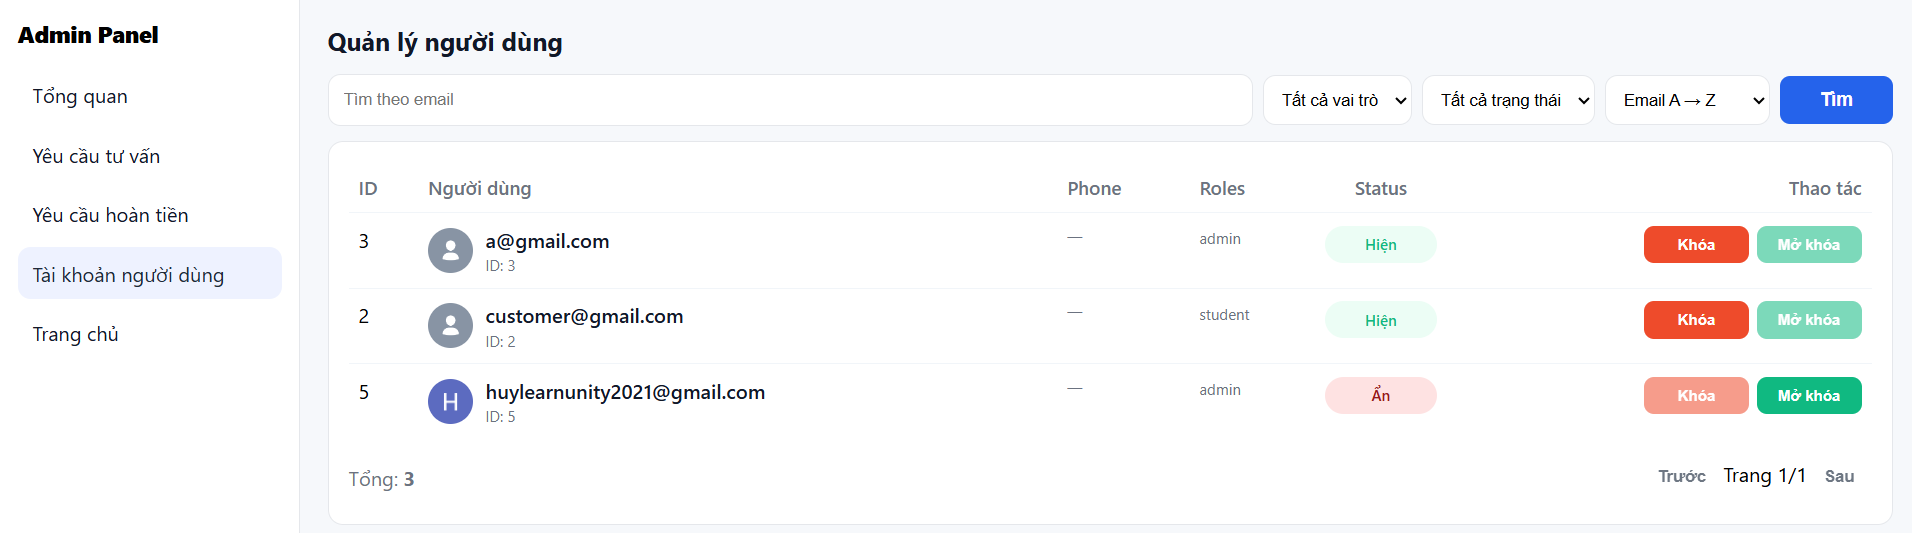 Admin Panel
Tổng quan
Yêu cầu tư vấn
Yêu cầu hoàn tiền
Tài khoản người dùng
Trang chủ
Quản lý người dùng
Tìm theo email
Tất cả vai trò
Tất cả trạng thái
Email A → Z
Tìm
ID Người dùng Phone Roles Status Thao tác
3 a@gmail.com — admin Hiện Khóa Mở khóa
ID: 3
2 customer@gmail.com — student Hiện Khóa Mở khóa
ID: 2
5 H huylearnunity2021@gmail.com — admin Ẩn Khóa Mở khóa
ID: 5
Tổng: 3
Trước Trang 1/1 Sau